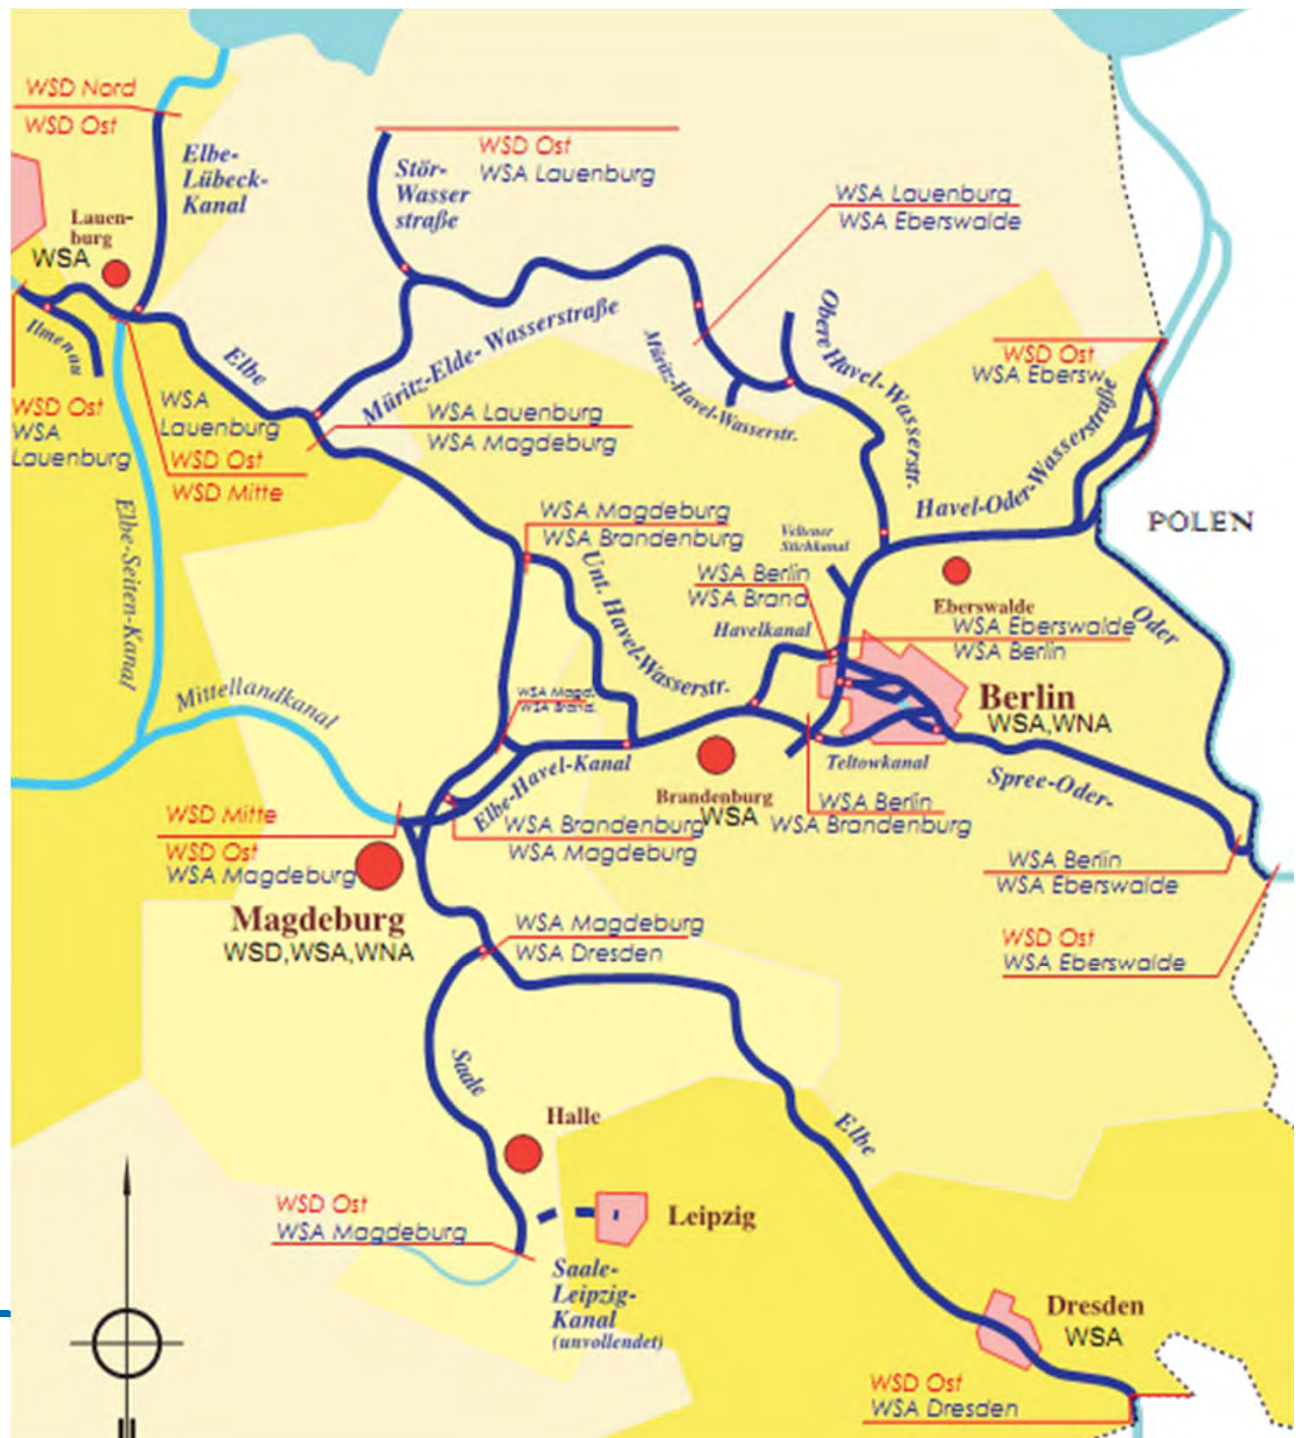 WSD Nord
WSD Ost
Elbe-
Lübeck-
Kanal
Stör-
Wasser
straße
WSD Ost
WSA Lauenburg
WSA Lauenburg
WSA Eberswalde
Lauen-
burg
WSA
Ilmenau
Elbe
Müritz-Elde- Wasserstraße
Müritz-Havel-Wasserstr.
Obere Havel-Wasserstr.
WSD Ost
WSA Ebersw.
Havel-Oder-Wasserstraße
WSD Ost
WSA
Lauenburg
WSA
Lauenburg
WSD Ost
WSD Mitte
WSA Lauenburg
WSA Magdeburg
Elbe-Seiten-Kanal
WSA Magdeburg
WSA Brandenburg
Unt. Havel-Wasserstr.
Veltener
Stichkanal
POLEN
WSA Berlin
WSA Brand
Havelkanal
Eberswalde
WSA Eberswalde
WSA Berlin
Oder
Mittellandkanal
WSA Magd.
WSA Brand.
Berlin
WSA,WNA
Elbe-Havel-Kanal
Teltowkanal
Spree-Oder-
Brandenburg
WSA
WSA Berlin
WSA Brandenburg
WSD Mitte
WSD Ost
WSA Magdeburg
WSA Brandenburg
WSA Magdeburg
WSA Berlin
WSA Eberswalde
Magdeburg
WSD,WSA,WNA
WSA Magdeburg
WSA Dresden
WSD Ost
WSA Eberswalde
Saale
Halle
Elbe
WSD Ost
WSA Magdeburg
Leipzig
Saale-
Leipzig-
Kanal
(unvollendet)
Dresden
WSA
WSD Ost
WSA Dresden